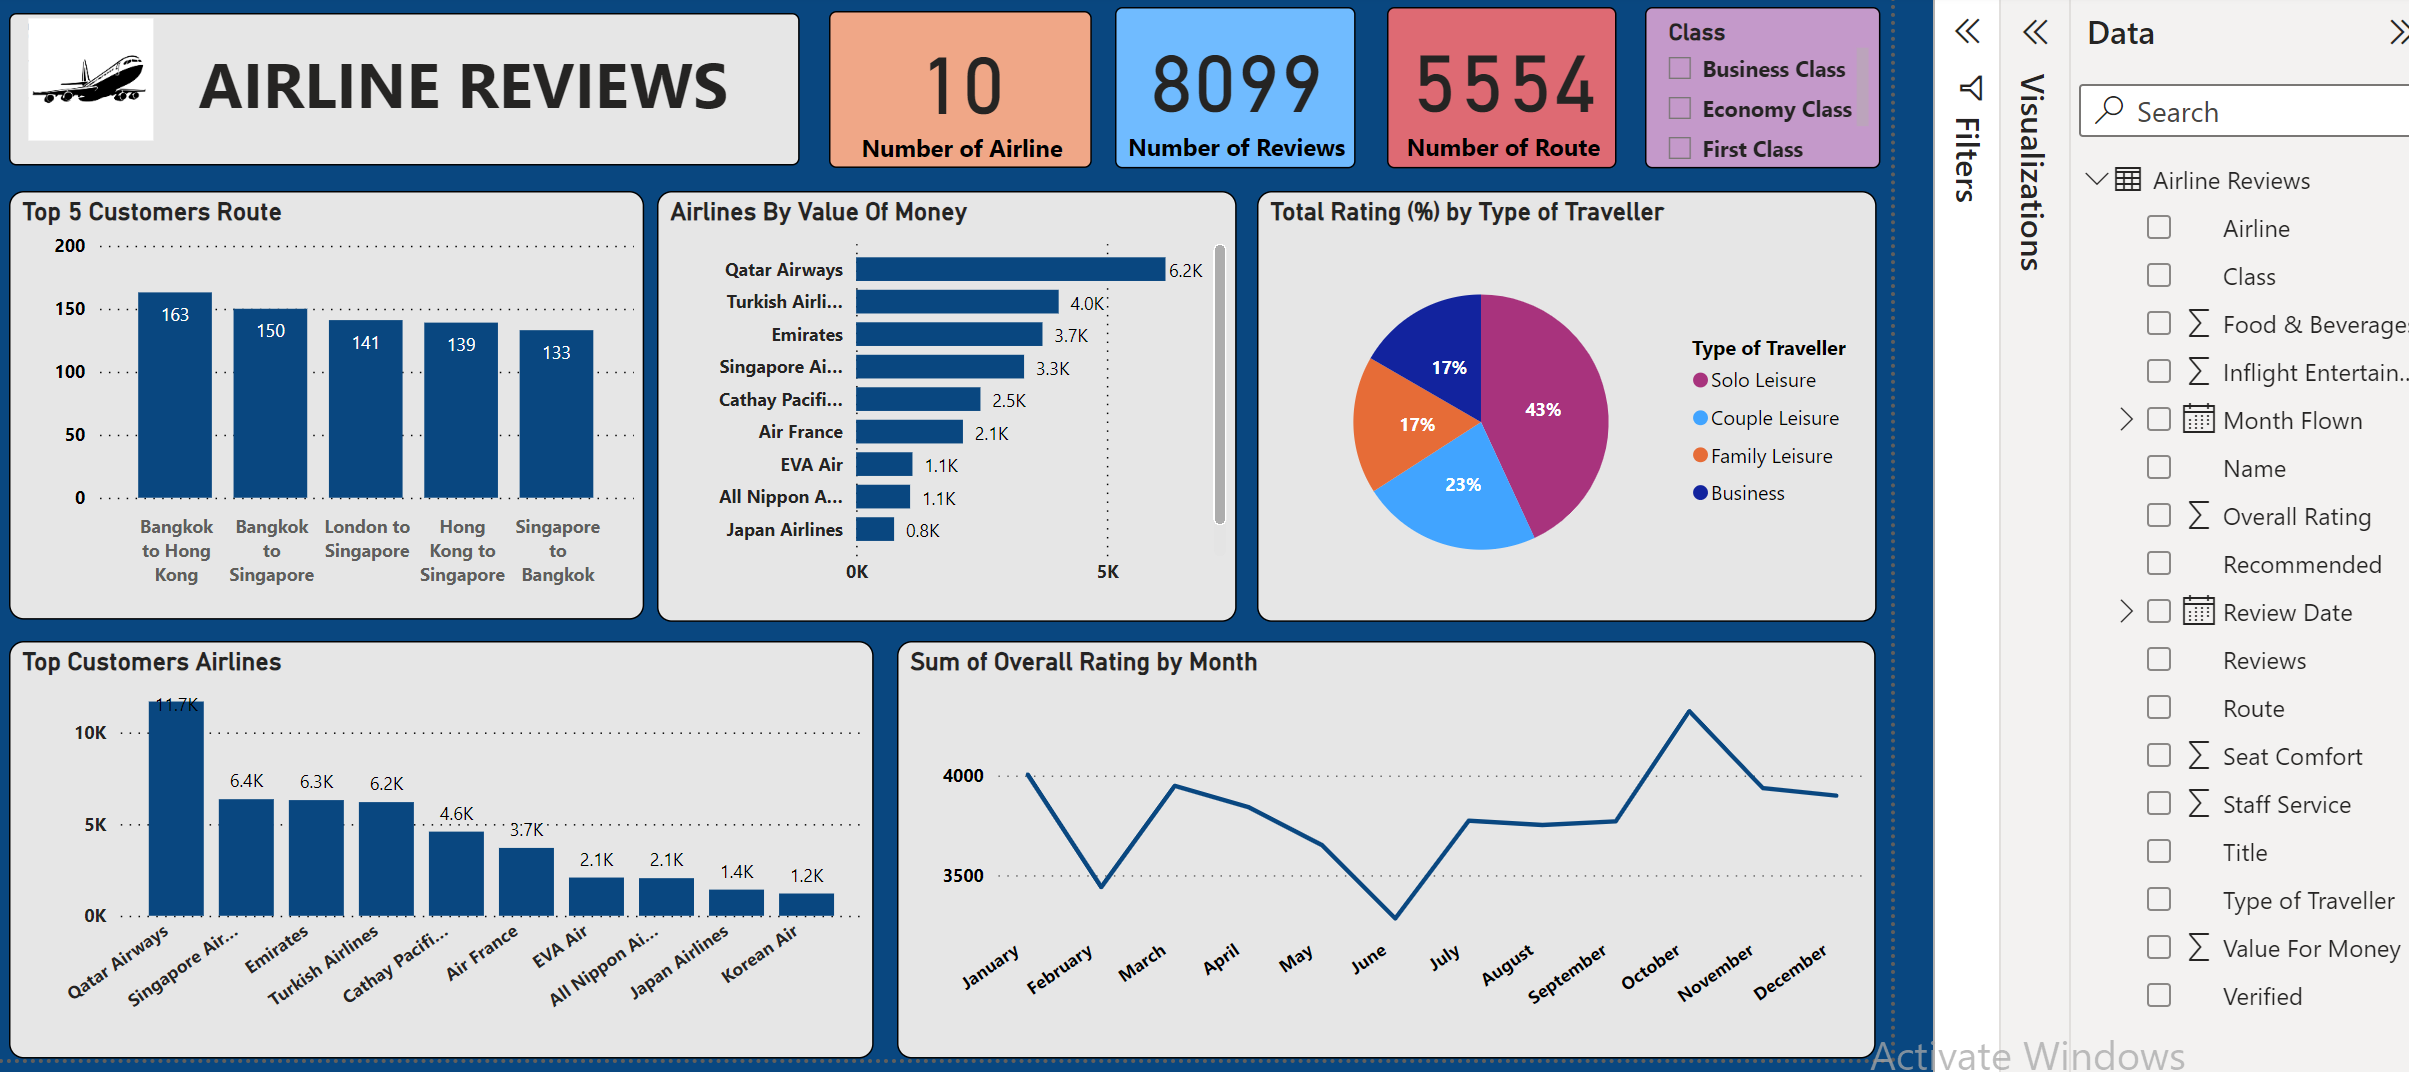 AIRLINE REVIEWS
10
Number of Airline
8099
Number of Reviews
5554
Number of Route
Class
Business Class
Economy Class
First Class
Top 5 Customers Route
200
150
100
50
0
163
150
141
139
133
Bangkok
to Hong
Kong
Bangkok
to
Singapore
London to
Singapore
Hong
Kong to
Singapore
Singapore
to
Bangkok
Airlines By Value Of Money
Qatar Airways
6.2K
Turkish Airli...
4.0K
Emirates
3.7K
Singapore Ai...
3.3K
Cathay Pacifi...
2.5K
Air France
2.1K
EVA Air
1.1K
All Nippon A...
1.1K
Japan Airlines
0.8K
0K
5K
Total Rating (%) by Type of Traveller
17%
43%
17%
23%
Type of Traveller
Solo Leisure
Couple Leisure
Family Leisure
Business
Top Customers Airlines
10K
5K
0K
11.7K
6.4K
6.3K
6.2K
4.6K
3.7K
2.1K
2.1K
1.4K
1.2K
Qatar Airways
Singapore Air...
Emirates
Turkish Airlines
Cathay Pacifi...
Air France
EVA Air
All Nippon Ai...
Japan Airlines
Korean Air
Sum of Overall Rating by Month
4000
3500
January
February
March
April
May
June
July
August
September
October
November
December
Filters
Visualizations
Data
Search
Airline Reviews
Airline
Class
Food & Beverages
Inflight Entertain...
Month Flown
Name
Overall Rating
Recommended
Review Date
Reviews
Route
Seat Comfort
Staff Service
Title
Type of Traveller
Value For Money
Verified
Activate Windows